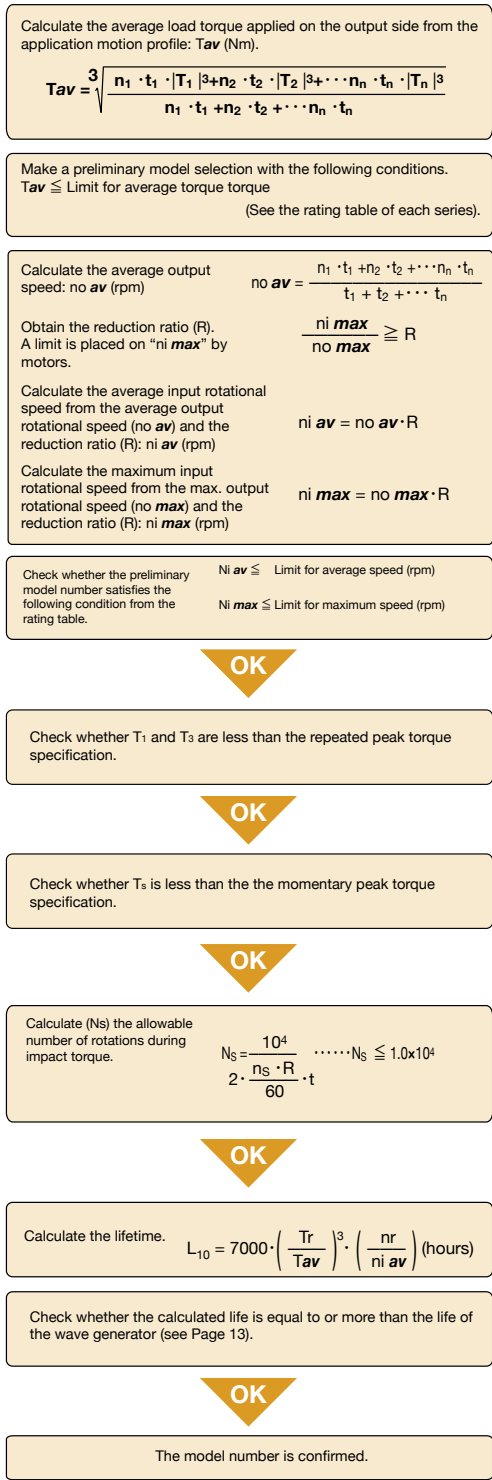 Calculate the average load torque applied on the output side from the
application motion profile: Tav (Nm).
Tav = ∛((n₁·t₁·|T₁|³+n₂·t₂·|T₂|³+···nₙ·tₙ·|Tₙ|³)/(n₁·t₁+n₂·t₂+···nₙ·tₙ))
Make a preliminary model selection with the following conditions.
Tav ≦ Limit for average torque torque
(See the rating table of each series).
Calculate the average output
speed: no av (rpm)
no av = (n₁·t₁+n₂·t₂+···nₙ·tₙ)/(t₁ + t₂ +··· tₙ)
Obtain the reduction ratio (R).
A limit is placed on “ni max” by
motors.
ni max / no max ≧ R
Calculate the average input rotational
speed from the average output
rotational speed (no av) and the
reduction ratio (R): ni av (rpm)
ni av = no av·R
Calculate the maximum input
rotational speed from the max. output
rotational speed (no max) and the
reduction ratio (R): ni max (rpm)
ni max = no max·R
Check whether the preliminary
model number satisfies the
following condition from the
rating table.
Ni av ≦ Limit for average speed (rpm)
Ni max ≦ Limit for maximum speed (rpm)
OK
Check whether T₁ and T₃ are less than the repeated peak torque
specification.
OK
Check whether Tₛ is less than the the momentary peak torque
specification.
OK
Calculate (Ns) the allowable
number of rotations during
impact torque.
N_S = 10⁴/(2·(n_S·R/60)·t) ······N_S ≦ 1.0x10⁴
OK
Calculate the lifetime.
L₁₀ = 7000·(Tr/Tav)³·(nr/ni av) (hours)
Check whether the calculated life is equal to or more than the life of
the wave generator (see Page 13).
OK
The model number is confirmed.